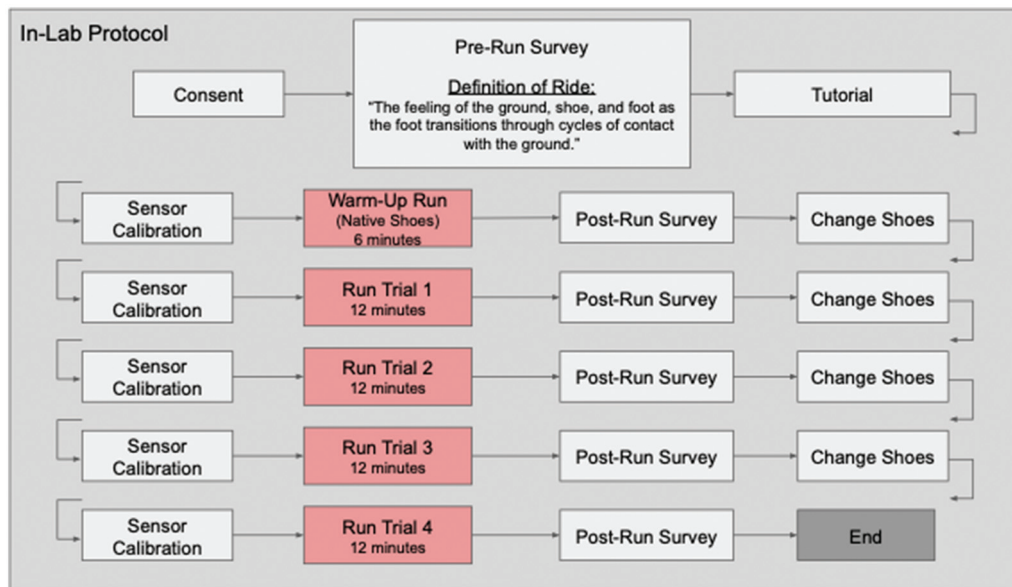 In-Lab Protocol
Consent
Pre-Run Survey
Definition of Ride:
“The feeling of the ground, shoe, and foot as
the foot transitions through cycles of contact
with the ground.”
Tutorial
Sensor
Calibration
Warm-Up Run
(Native Shoes)
6 minutes
Post-Run Survey
Change Shoes
Sensor
Calibration
Run Trial 1
12 minutes
Post-Run Survey
Change Shoes
Sensor
Calibration
Run Trial 2
12 minutes
Post-Run Survey
Change Shoes
Sensor
Calibration
Run Trial 3
12 minutes
Post-Run Survey
Change Shoes
Sensor
Calibration
Run Trial 4
12 minutes
Post-Run Survey
End